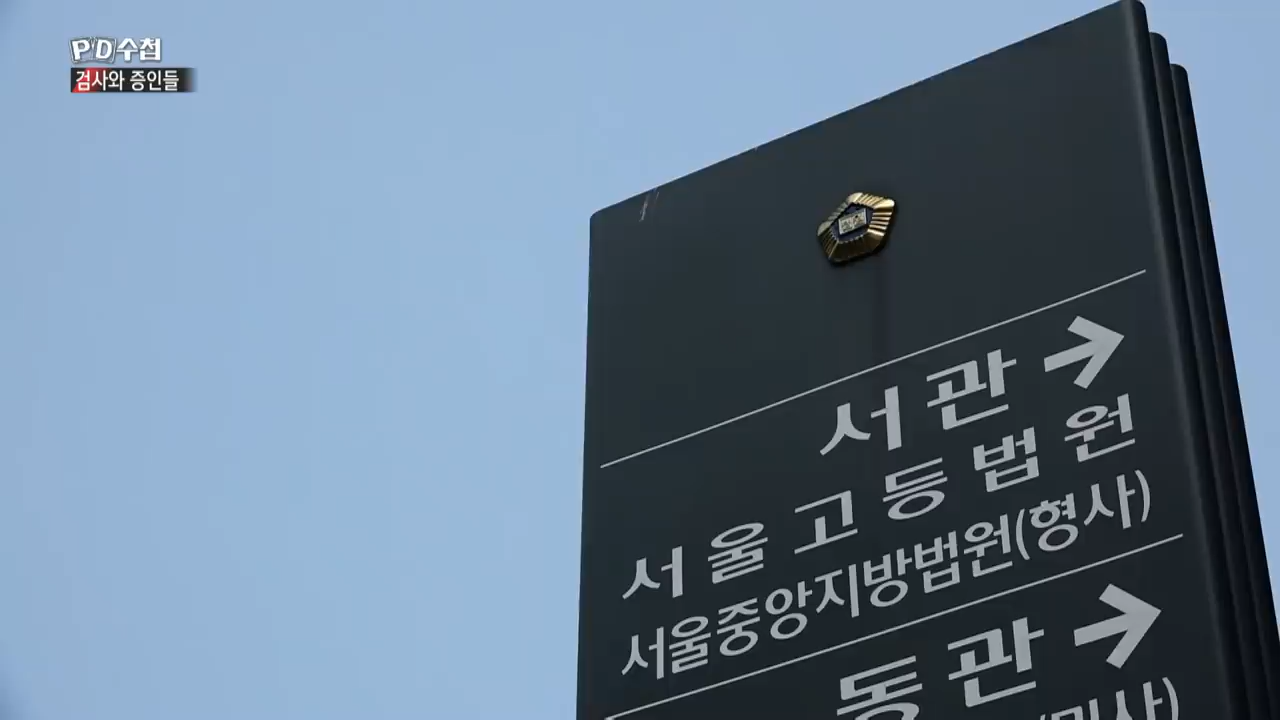 PD수첩
검사와 증인들
서관 →
서울고등법원
서울중앙지방법원(형사)
동관 →